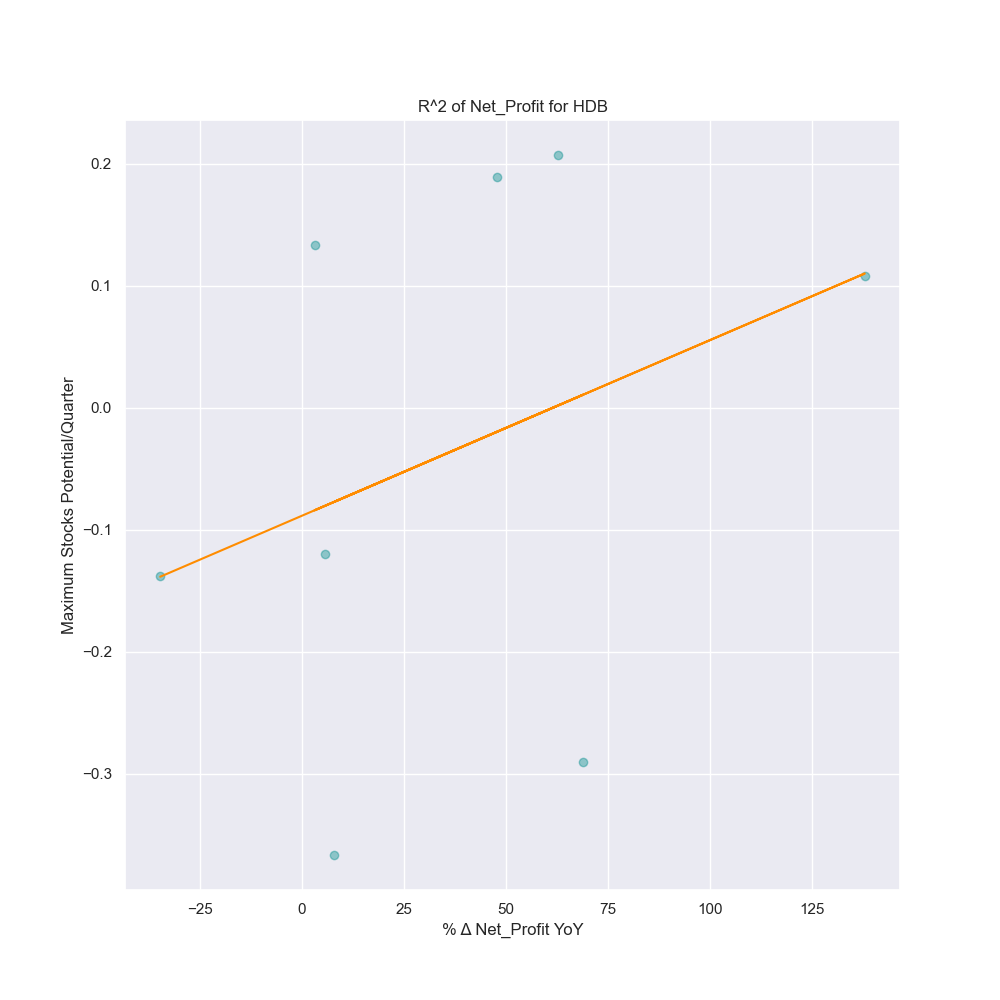 R^2 of Net_Profit for HDB
Maximum Stocks Potential/Quarter
0.2
0.1
0.0
−0.1
−0.2
−0.3
−25 0 25 50 75 100 125
% Δ Net_Profit YoY